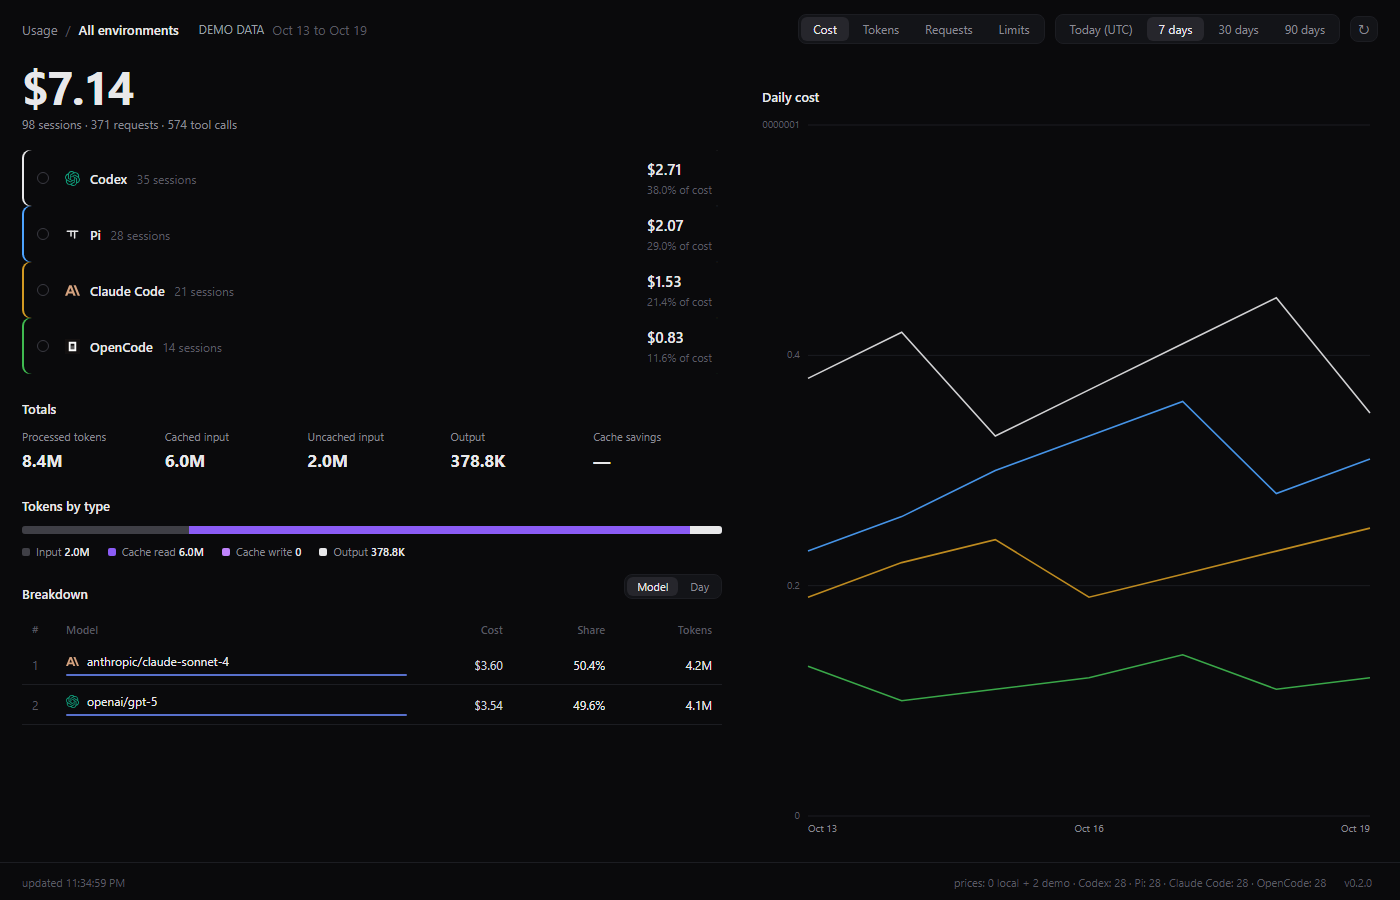 Usage / All environments DEMO DATA Oct 13 to Oct 19
Cost Tokens Requests Limits
Today (UTC) 7 days 30 days 90 days
$7.14
98 sessions · 371 requests · 574 tool calls
Codex 35 sessions
$2.71
38.0% of cost
Pi 28 sessions
$2.07
29.0% of cost
Claude Code 21 sessions
$1.53
21.4% of cost
OpenCode 14 sessions
$0.83
11.6% of cost
Totals
Processed tokens Cached input Uncached input Output Cache savings
8.4M 6.0M 2.0M 378.8K —
Tokens by type
Input 2.0M Cache read 6.0M Cache write 0 Output 378.8K
Breakdown
Model Day
# Model Cost Share Tokens
1 anthropic/claude-sonnet-4 $3.60 50.4% 4.2M
2 openai/gpt-5 $3.54 49.6% 4.1M
Daily cost
0000001
0.4
0.2
0
Oct 13 Oct 16 Oct 19
updated 11:34:59 PM
prices: 0 local + 2 demo · Codex: 28 · Pi: 28 · Claude Code: 28 · OpenCode: 28 v0.2.0